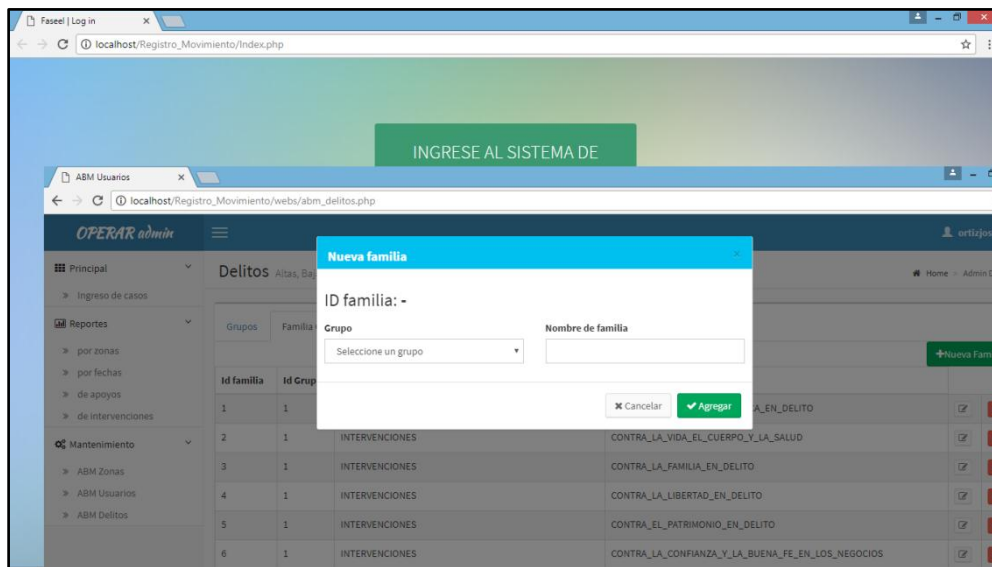 Faseel | Log in
localhost/Registro_Movimiento/Index.php
INGRESE AL SISTEMA DE
ABM Usuarios
localhost/Registro_Movimiento/webs/abm_delitos.php
OPERAR admin
ortizjos
Principal
Ingreso de casos
Reportes
por zonas
por fechas
de apoyos
de intervenciones
Mantenimiento
ABM Zonas
ABM Usuarios
ABM Delitos
Delitos Altas, Baj
Home > Admin D
Grupos Familia
Nueva familia ×
ID familia: -
Grupo Nombre de familia
Seleccione un grupo
Cancelar Agregar
+Nueva Fam
Id familia Id Grup
1 1 A_EN_DELITO
2 1 INTERVENCIONES CONTRA_LA_VIDA_EL_CUERPO_Y_LA_SALUD
3 1 INTERVENCIONES CONTRA_LA_FAMILIA_EN_DELITO
4 1 INTERVENCIONES CONTRA_LA_LIBERTAD_EN_DELITO
5 1 INTERVENCIONES CONTRA_EL_PATRIMONIO_EN_DELITO
6 1 INTERVENCIONES CONTRA_LA_CONFIANZA_Y_LA_BUENA_FE_EN_LOS_NEGOCIOS